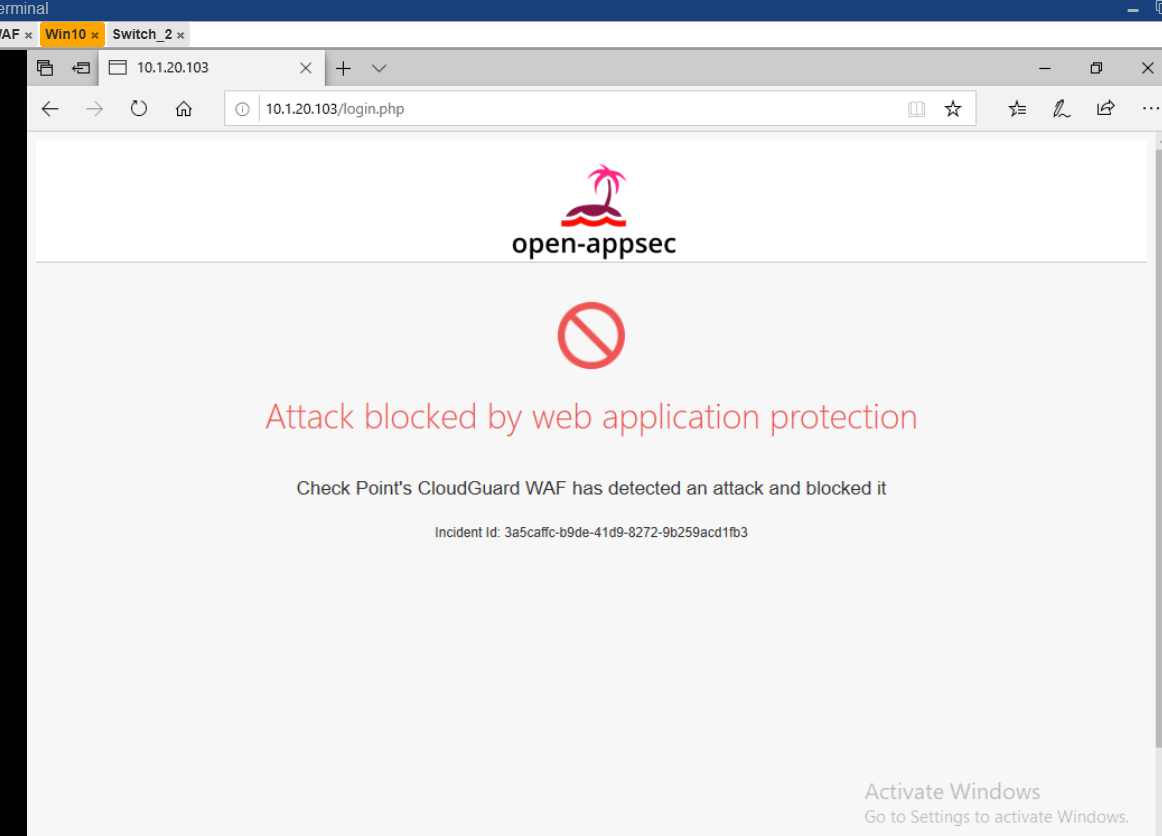 erminal
AF × Win10 × Switch_2 ×
10.1.20.103
10.1.20.103/login.php
open-appsec
Attack blocked by web application protection
Check Point's CloudGuard WAF has detected an attack and blocked it
Incident Id: 3a5caffc-b9de-41d9-8272-9b259acd1fb3
Activate Windows
Go to Settings to activate Windows.